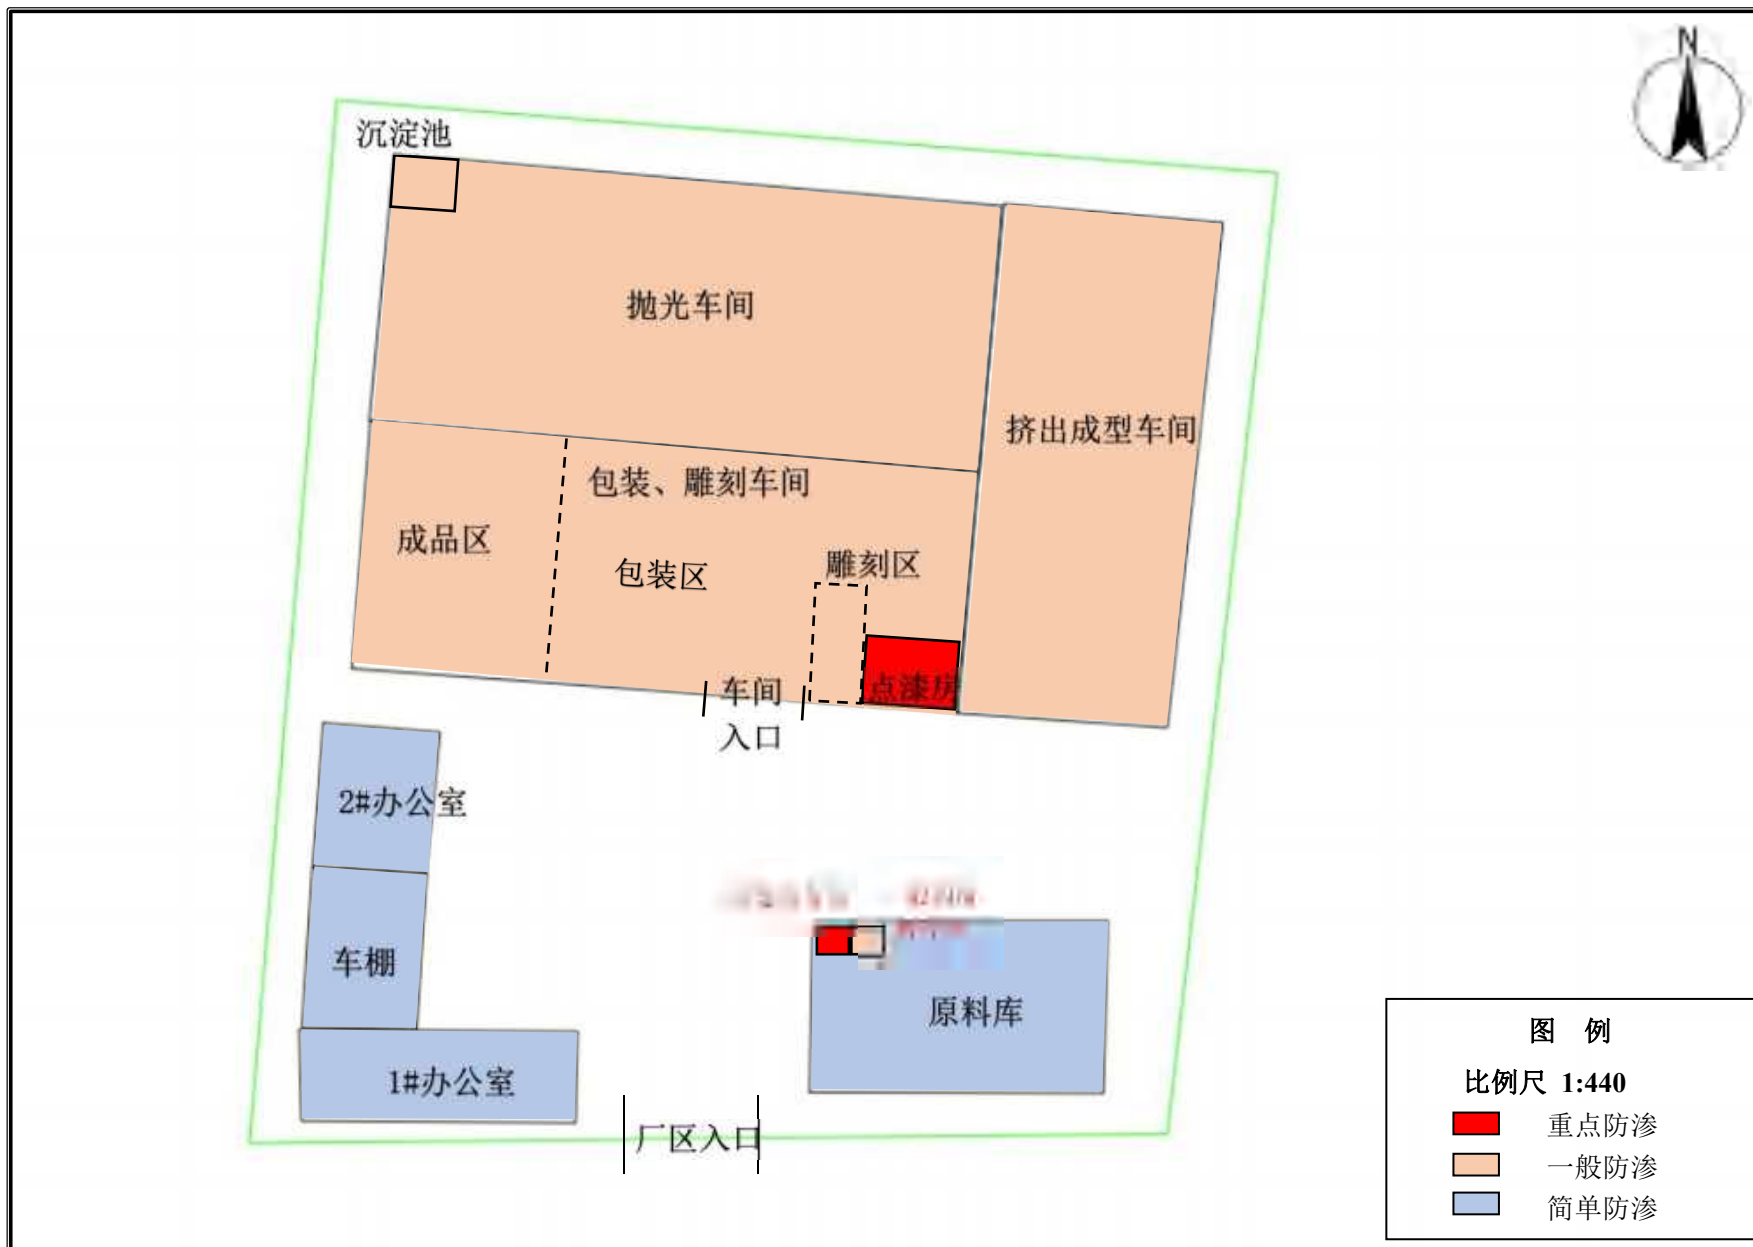 N
沉淀池
抛光车间
挤出成型车间
包装、雕刻车间
成品区
包装区
雕刻区
点漆房
车间
入口
2#办公室
车棚
原料库
1#办公室
厂区入口
图 例
比例尺 1:440
重点防渗
一般防渗
简单防渗